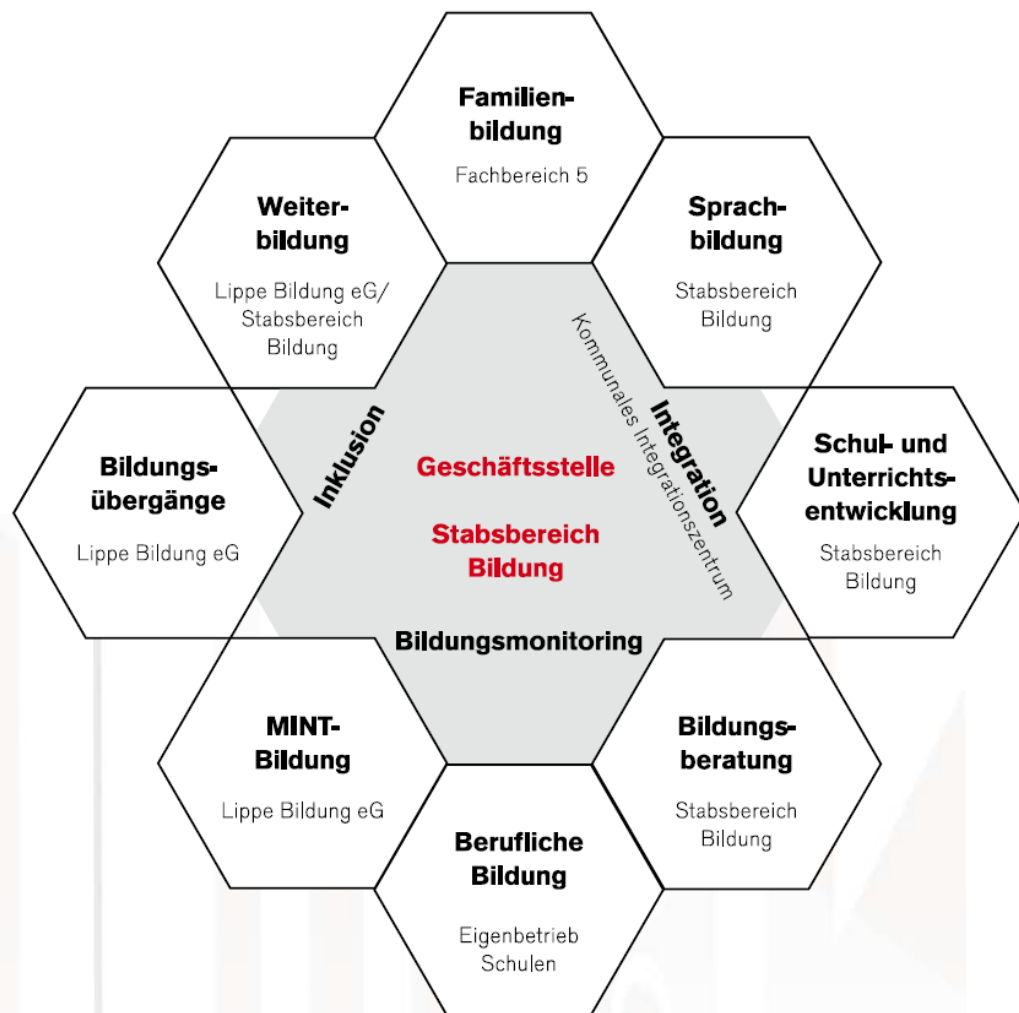 Familien-
bildung
Fachbereich 5
Weiter-
bildung
Lippe Bildung eG/
Stabsbereich
Bildung
Sprach-
bildung
Stabsbereich
Bildung
Bildungs-
übergänge
Lippe Bildung eG
Inklusion
Geschäftsstelle
Stabsbereich
Bildung
Integration
Kommunales Integrationszentrum
Schul- und
Unterrichts-
entwicklung
Stabsbereich
Bildung
Bildungsmonitoring
MINT-
Bildung
Lippe Bildung eG
Berufliche
Bildung
Eigenbetrieb
Schulen
Bildungs-
beratung
Stabsbereich
Bildung